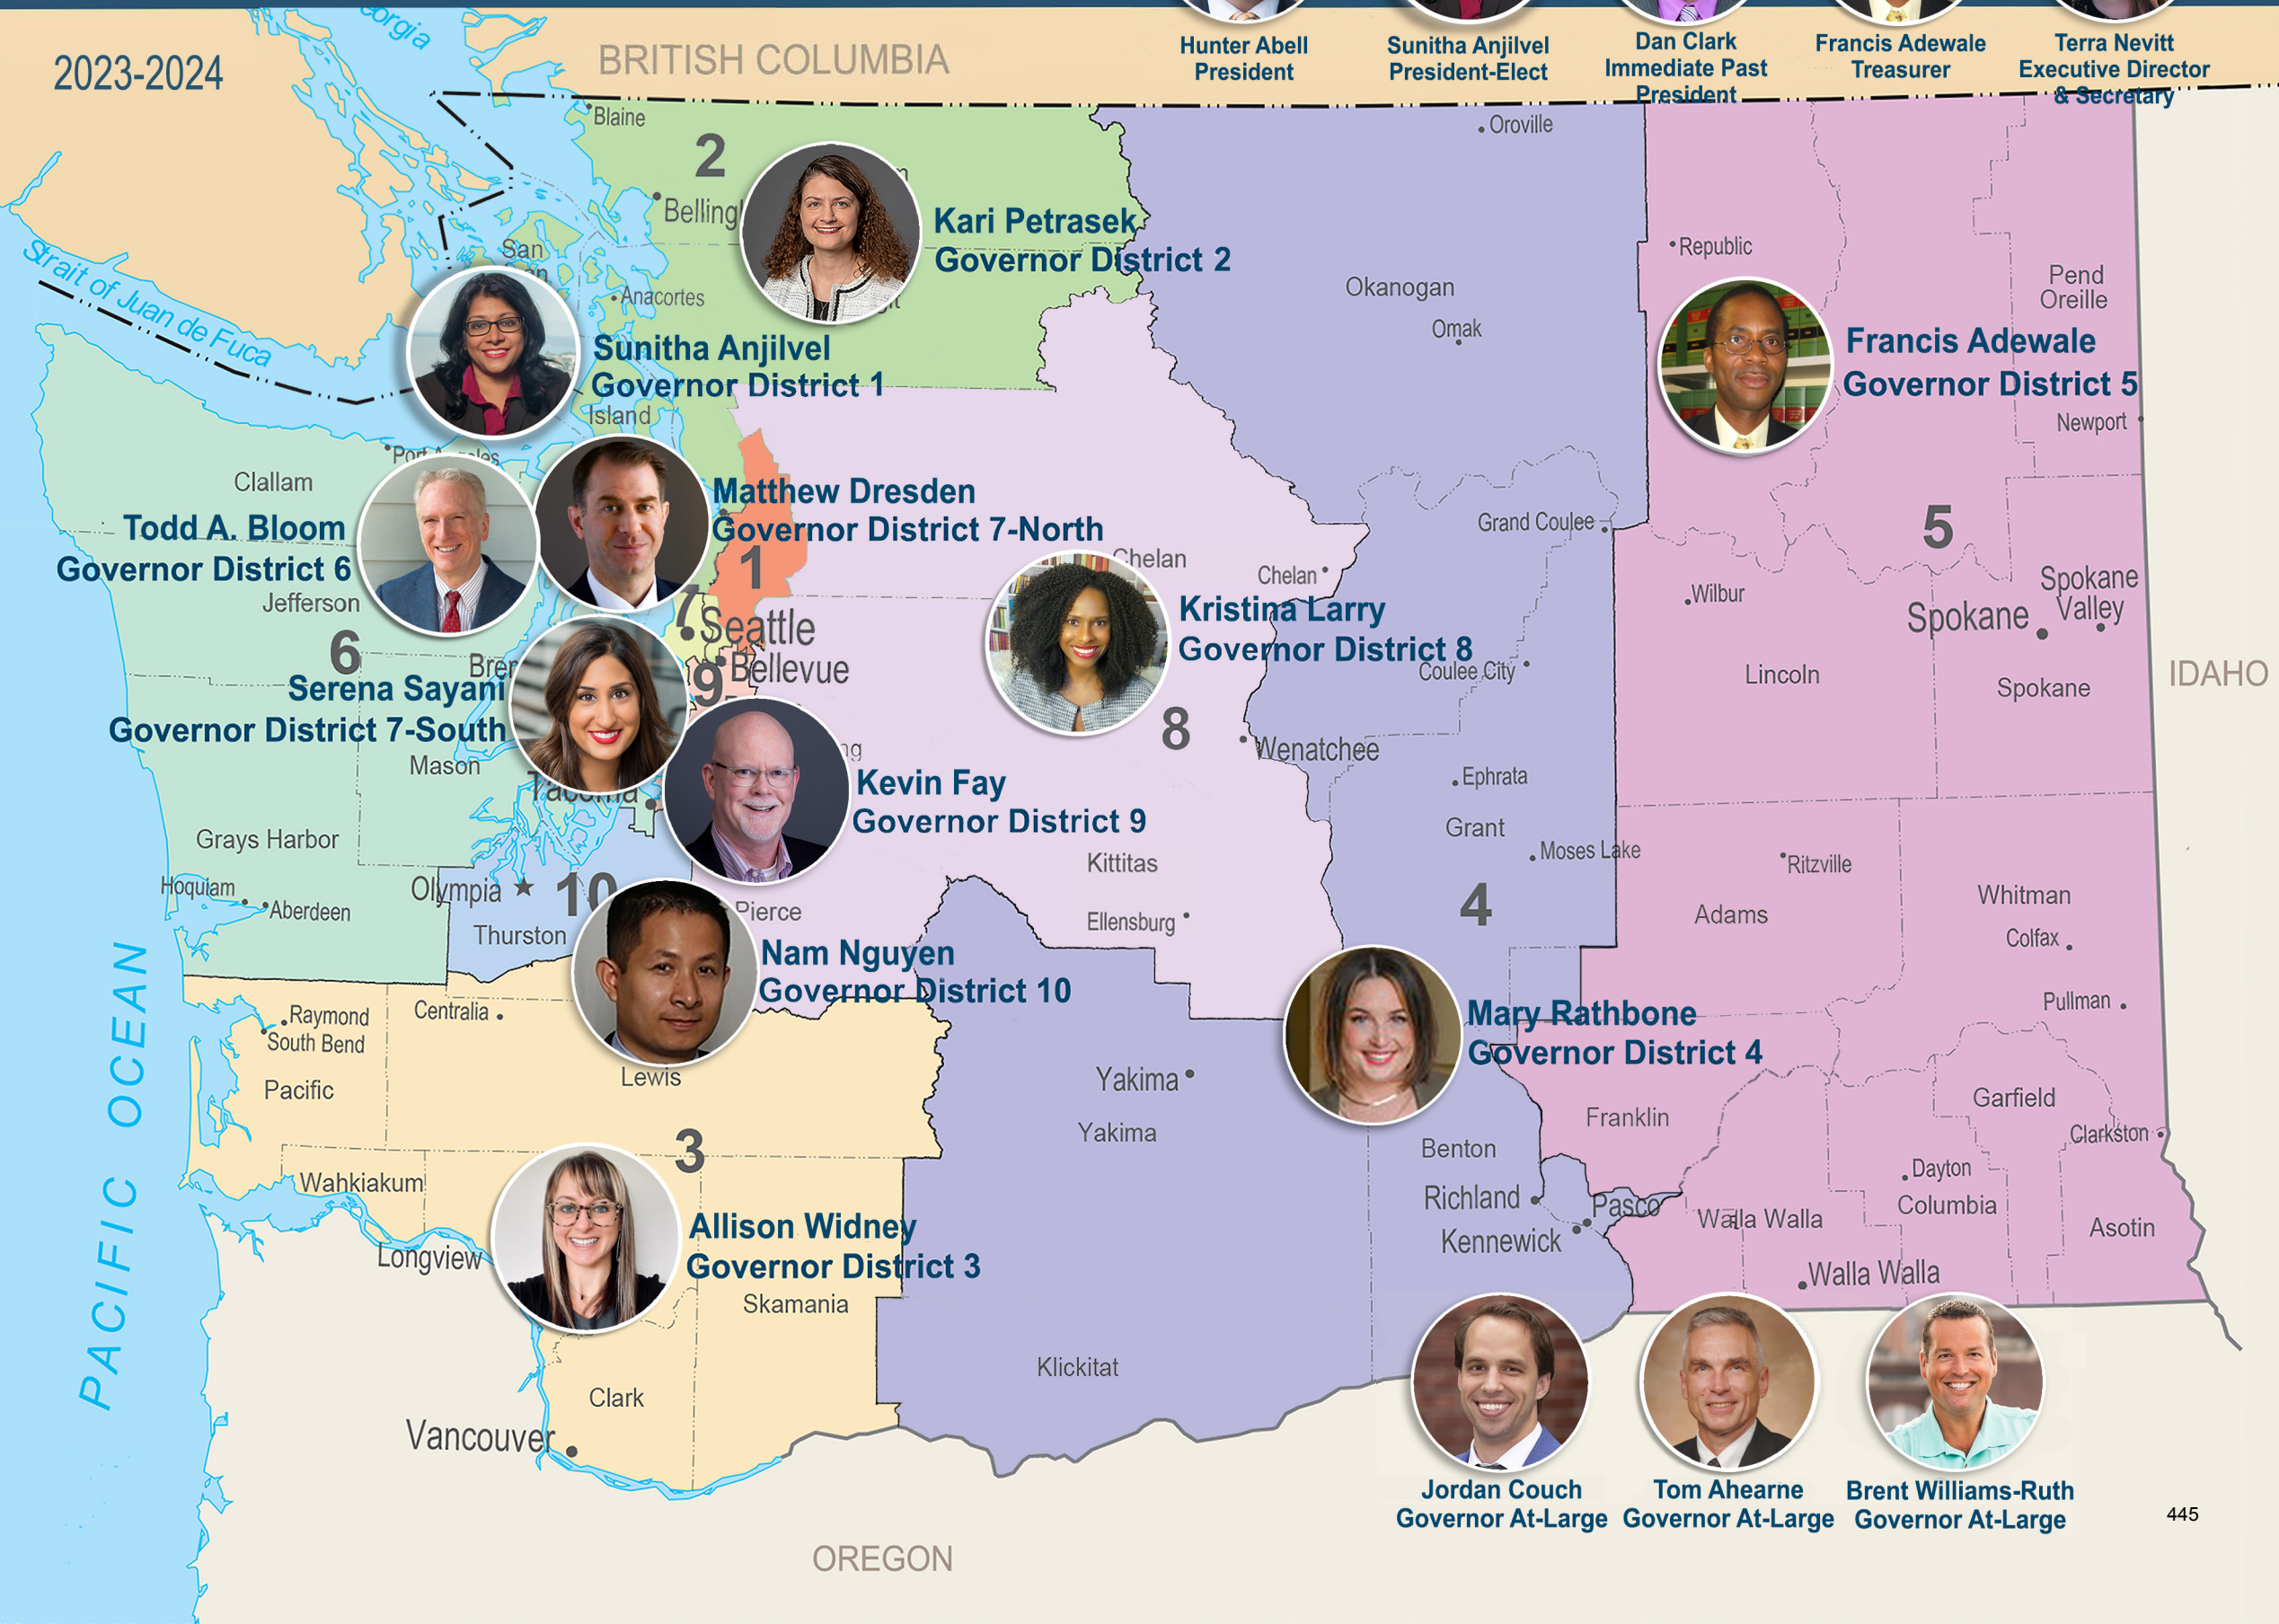 2023-2024
Georgia
BRITISH COLUMBIA
Hunter Abell
President
Sunitha Anjilvel
President-Elect
Dan Clark
Immediate Past
President
Francis Adewale
Treasurer
Terra Nevitt
Executive Director
& Secretary
Blaine
2
Oroville
Kari Petrasek
Governor District 2
Republic
San
Strait of Juan de Fuca
Anacortes
Okanogan
Omak
Pend
Oreille
Sunitha Anjilvel
Governor District 1
Island
Francis Adewale
Governor District 5
Newport
Clallam
Todd A. Bloom
Governor District 6
Jefferson
6
Matthew Dresden
Governor District 7-North
1
Chelan
Chelan
Grand Coulee
5
7
Seattle
Bellevue
9
Kristina Larry
Governor District 8
8
Coulee City
Wilbur
Spokane
Spokane
Valley
Lincoln
Spokane
IDAHO
Serena Sayani
Governor District 7-South
Mason
Tacoma
Wenatchee
Ephrata
Kevin Fay
Governor District 9
Grays Harbor
Grant
Moses Lake
Ritzville
Kittitas
Hoquiam
Aberdeen
Olympia
10
Thurston
Pierce
Ellensburg
4
Adams
Whitman
Colfax
Nam Nguyen
Governor District 10
Raymond
South Bend
Centralia
Pullman
Mary Rathbone
Governor District 4
PACIFIC OCEAN
Pacific
Lewis
Yakima
Yakima
Franklin
Garfield
Benton
Clarkston
3
Wahkiakum
Dayton
Columbia
Richland
Pasco
Walla Walla
Asotin
Kennewick
Longview
Allison Widney
Governor District 3
Skamania
Walla Walla
Klickitat
Clark
Vancouver
Jordan Couch
Governor At-Large
Tom Ahearne
Governor At-Large
Brent Williams-Ruth
Governor At-Large
445
OREGON